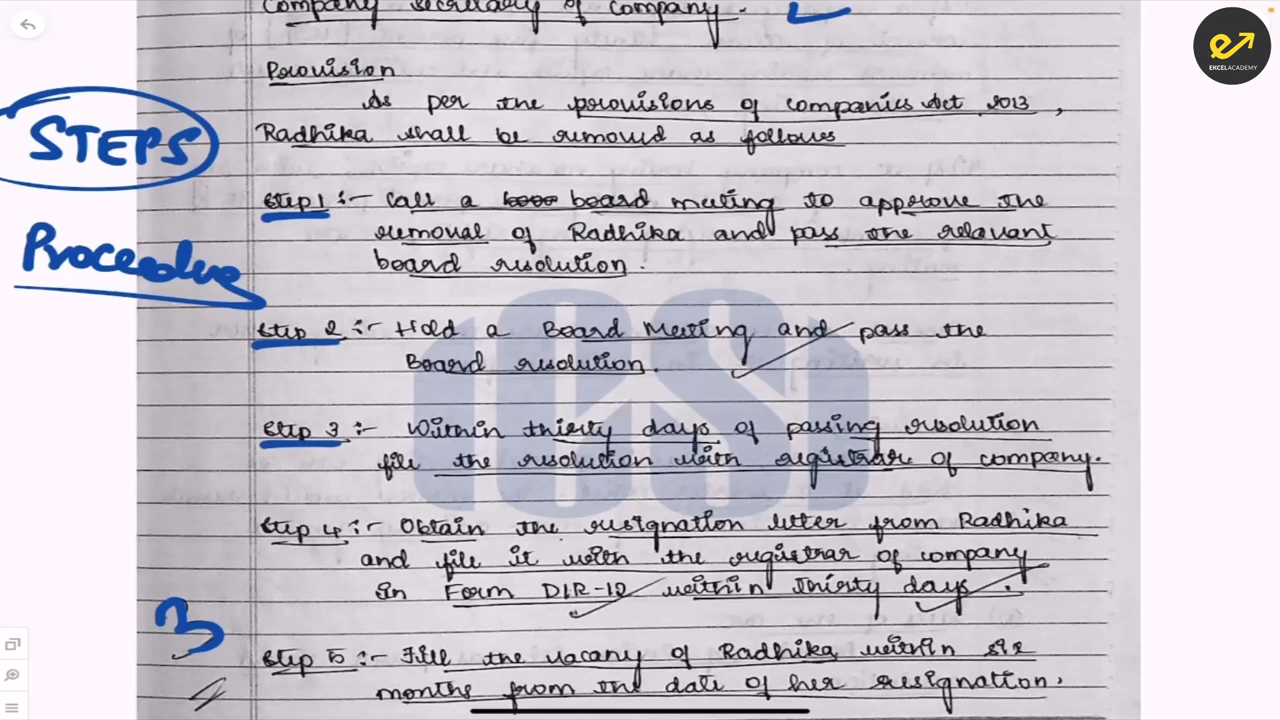 Company secretary of company.
Provision
As per the provisions of companies Act 2013,
Radhika shall be removed as follows
STEPS
Step 1 :- Call a board meeting to approve the
removal of Radhika and pass the relavant
board resolution.
Procedure
Step 2 :- Hold a Board Meeting and pass the
Board resolution.
Step 3 :- Within thirty days of passing resolution
file the resolution with registrar of company.
Step 4 :- Obtain the resignation letter from Radhika
and file it with the registrar of company
in Form DIR-12 within thirty days.
3
Step 5 :- Fill the vacany of Radhika within six
months from the date of her resignation.
ICSI
EXCEL ACADEMY